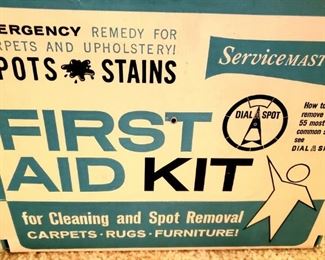 ERGENCY REMEDY FOR
RPETS AND UPHOLSTERY!
POTS STAINS
SERVICEMAST
FIRST
AID KIT
DIAL A SPOT
How to
remove
55 most
common
see
DIAL A S
for Cleaning and Spot Removal
CARPETS · RUGS · FURNITURE!